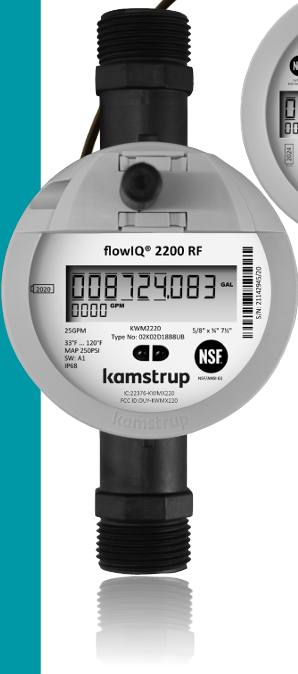 flowIQ® 2200 RF
2020
008724.083 GAL
0000 GPM
25GPM
KWM2220
5/8" x ¾" 7½"
Type No: 02K02D18B8UB
33°F ... 120°F
MAP 250PSI
SW: A1
IP68
NSF
NSF/ANSI 61
kamstrup
IC:22376-KWMX220
FCC ID:OUY-KWMX220
kamstrup
S/N: 21142945/20
2024